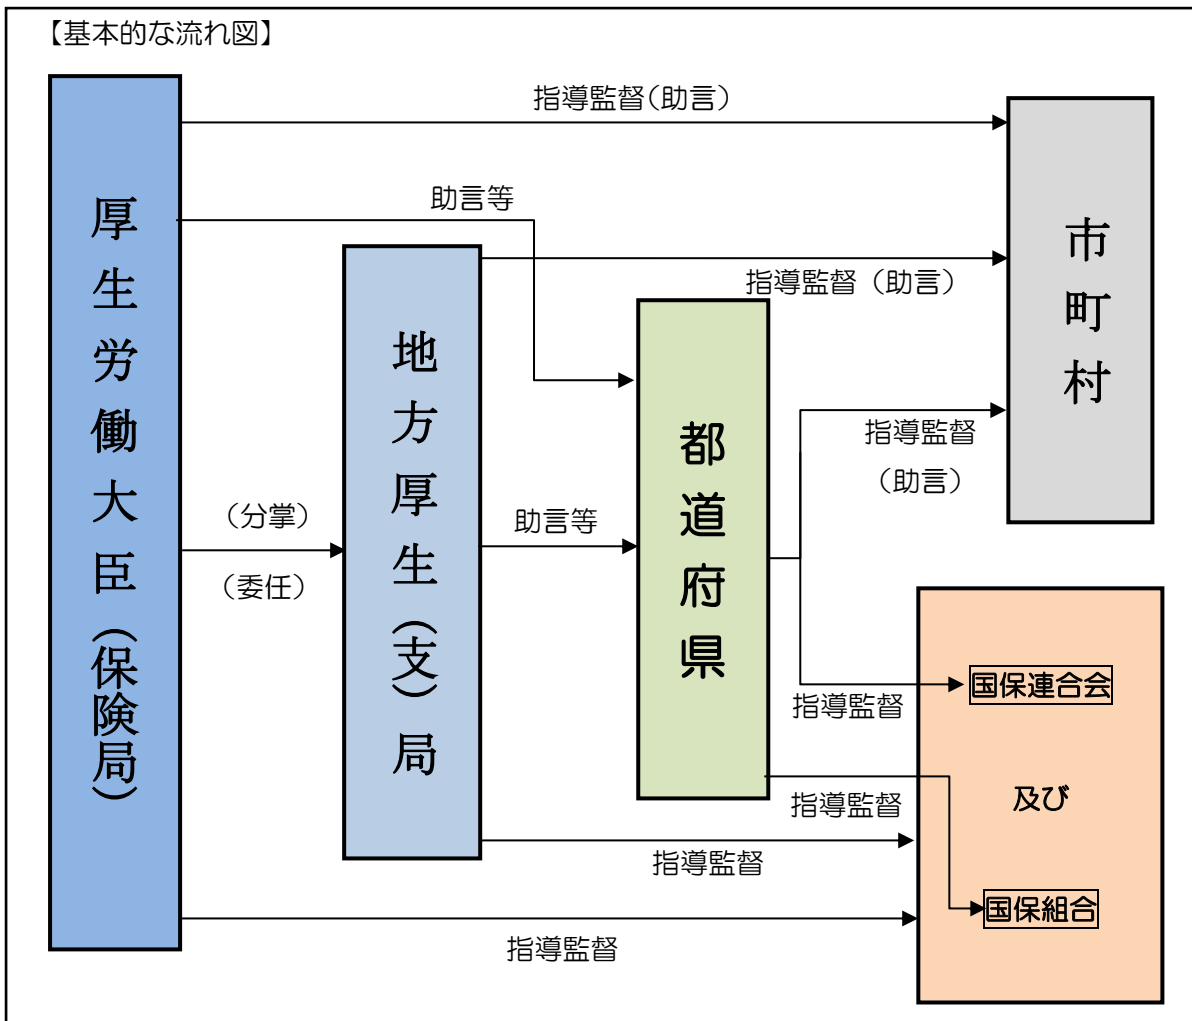 【基本的な流れ図】
指導監督(助言)
助言等
指導監督（助言）
厚生労働大臣(保険局)
地方厚生(支)局
都道府県
市町村
指導監督
（助言）
（分掌）
（委任）
助言等
国保連合会
指導監督
及び
指導監督
指導監督
国保組合
指導監督